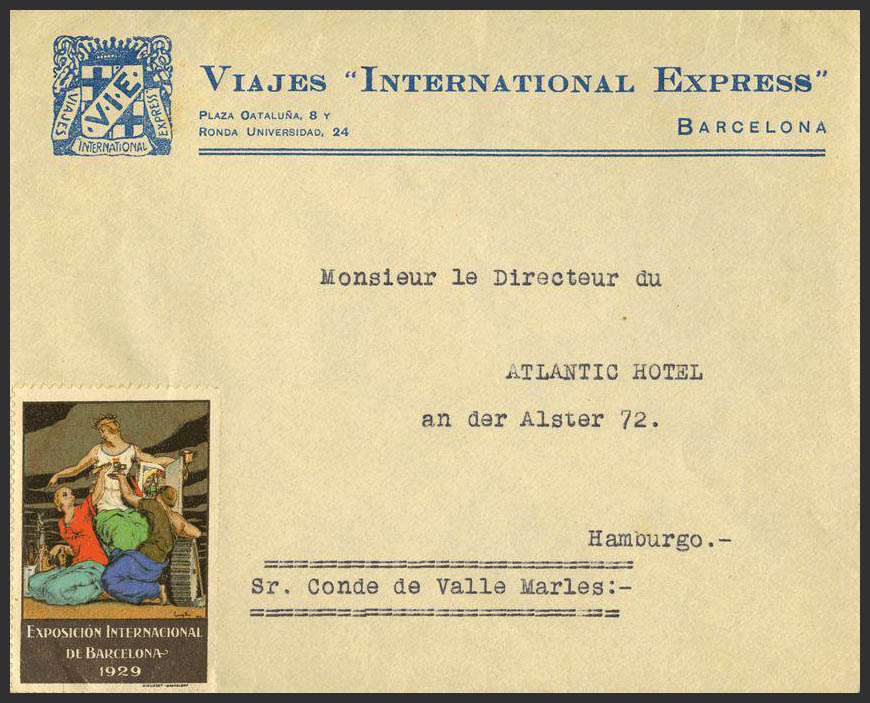 V·I·E
VIAJES
INTERNATIONAL
EXPRESS
VIAJES "INTERNATIONAL EXPRESS"
PLAZA OATALUÑA, 8 Y
RONDA UNIVERSIDAD, 24
BARCELONA
Monsieur le Directeur du
ATLANTIC HOTEL
an der Alster 72.
Hamburgo.-
Sr. Conde de Valle Marles:-
EXPOSICIÓN INTERNACIONAL
DE BARCELONA
1929